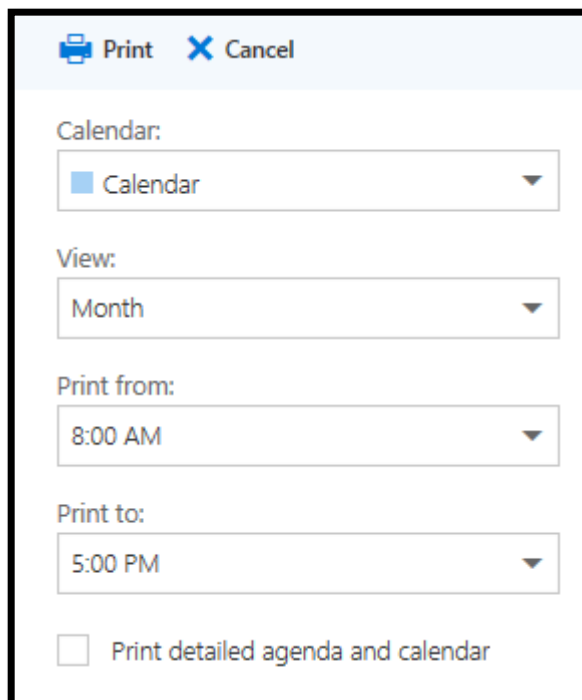 Print Cancel
Calendar:
Calendar
View:
Month
Print from:
8:00 AM
Print to:
5:00 PM
Print detailed agenda and calendar